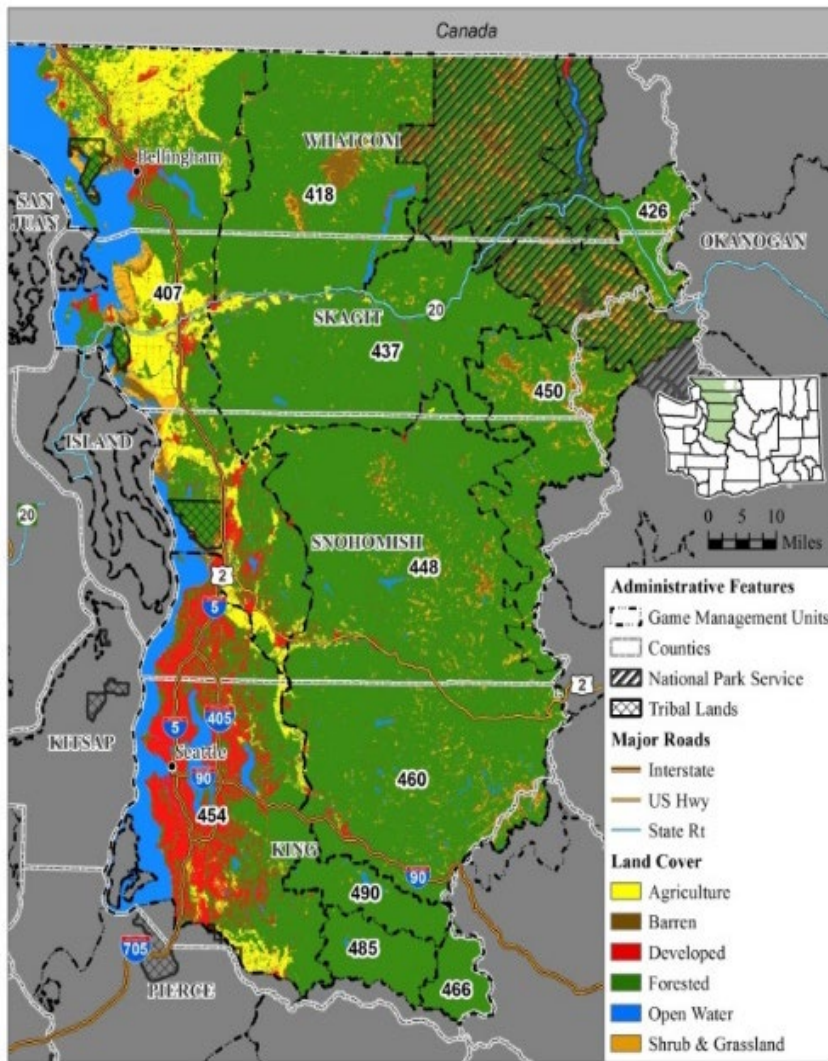 Canada
WHATCOM
Bellingham
418
426
SAN
JUAN
OKANOGAN
407
SKAGIT
20
437
450
ISLAND
20
0 5 10
Miles
SNOHOMISH
448
2
5
2
5
405
KITSAP
Seattle
90
460
454
KING
90
490
485
705
466
PIERCE
Administrative Features
Game Management Units
Counties
National Park Service
Tribal Lands
Major Roads
Interstate
US Hwy
State Rt
Land Cover
Agriculture
Barren
Developed
Forested
Open Water
Shrub & Grassland